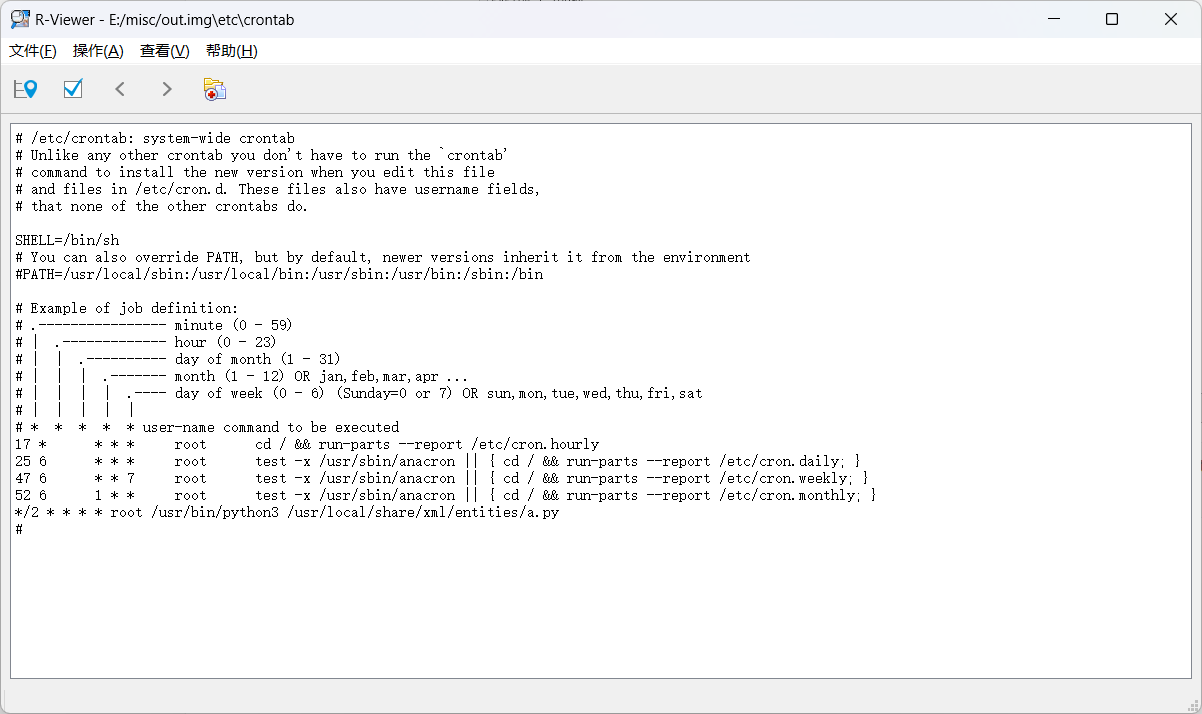 R-Viewer - E:/misc/out.img\etc\crontab
文件(F) 操作(A) 查看(V) 帮助(H)
# /etc/crontab: system-wide crontab
# Unlike any other crontab you don't have to run the `crontab'
# command to install the new version when you edit this file
# and files in /etc/cron.d. These files also have username fields,
# that none of the other crontabs do.
SHELL=/bin/sh
# You can also override PATH, but by default, newer versions inherit it from the environment
#PATH=/usr/local/sbin:/usr/local/bin:/usr/sbin:/usr/bin:/sbin:/bin
# Example of job definition:
# .---------------- minute (0 - 59)
# |  .------------- hour (0 - 23)
# |  |  .---------- day of month (1 - 31)
# |  |  |  .------- month (1 - 12) OR jan,feb,mar,apr ...
# |  |  |  |  .---- day of week (0 - 6) (Sunday=0 or 7) OR sun,mon,tue,wed,thu,fri,sat
# |  |  |  |  |
# *  *  *  *  * user-name command to be executed
17 *      * * *     root      cd / && run-parts --report /etc/cron.hourly
25 6      * * *     root      test -x /usr/sbin/anacron || { cd / && run-parts --report /etc/cron.daily; }
47 6      * * 7     root      test -x /usr/sbin/anacron || { cd / && run-parts --report /etc/cron.weekly; }
52 6      1 * *     root      test -x /usr/sbin/anacron || { cd / && run-parts --report /etc/cron.monthly; }
*/2 * * * * root /usr/bin/python3 /usr/local/share/xml/entities/a.py
#